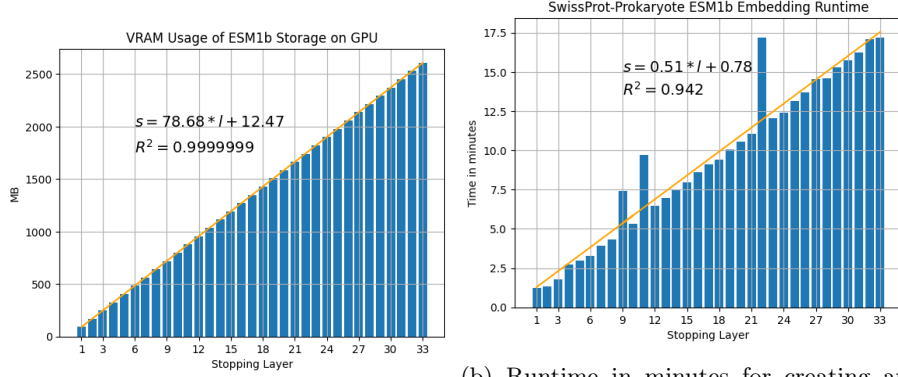 VRAM Usage of ESM1b Storage on GPU
s = 78.68 * l + 12.47
R² = 0.9999999
MB
2500
2000
1500
1000
500
0
1 3 6 9 12 15 18 21 24 27 30 33
Stopping Layer
SwissProt-Prokaryote ESM1b Embedding Runtime
s = 0.51 * l + 0.78
R² = 0.942
Time in minutes
17.5
15.0
12.5
10.0
7.5
5.0
2.5
0.0
1 3 6 9 12 15 18 21 24 27 30 33
Stopping Layer
(b) Runtime in minutes for creating